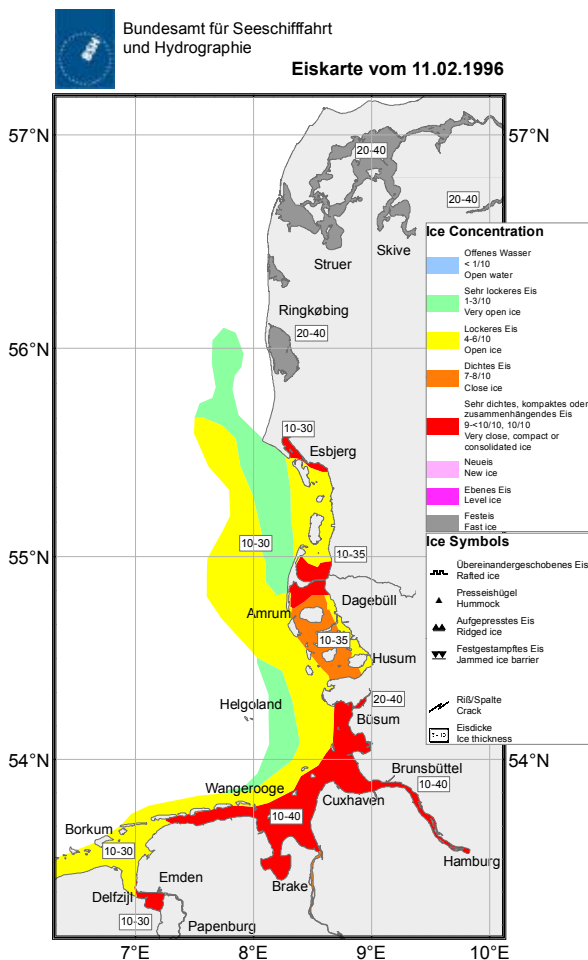 BSH
Bundesamt für Seeschifffahrt
und Hydrographie
Eiskarte vom 11.02.1996
57°N
57°N
20-40
20-40
Struer
Skive
Ringkøbing
20-40
56°N
10-30
Esbjerg
55°N
10-30
10-35
Dagebüll
Amrum
10-35
Husum
20-40
Helgoland
Büsum
54°N
54°N
Brunsbüttel
Wangerooge
10-40
Cuxhaven
10-40
Borkum
10-30
Hamburg
Emden
Brake
Delfzijl
10-30
Papenburg
7°E
8°E
9°E
10°E
Ice Concentration
Offenes Wasser
< 1/10
Open water
Sehr lockeres Eis
1-3/10
Very open ice
Lockeres Eis
4-6/10
Open ice
Dichtes Eis
7-8/10
Close ice
Sehr dichtes, kompaktes oder
zusammenhängendes Eis
9-<10/10, 10/10
Very close, compact or
consolidated ice
Neueis
New ice
Ebenes Eis
Level ice
Festeis
Fast ice
Ice Symbols
Übereinandergeschobenes Eis
Rafted ice
Presseishügel
Hummock
Aufgepresstes Eis
Ridged ice
Festgestampftes Eis
Jammed ice barrier
Riß/Spalte
Crack
Eisdicke
Ice thickness